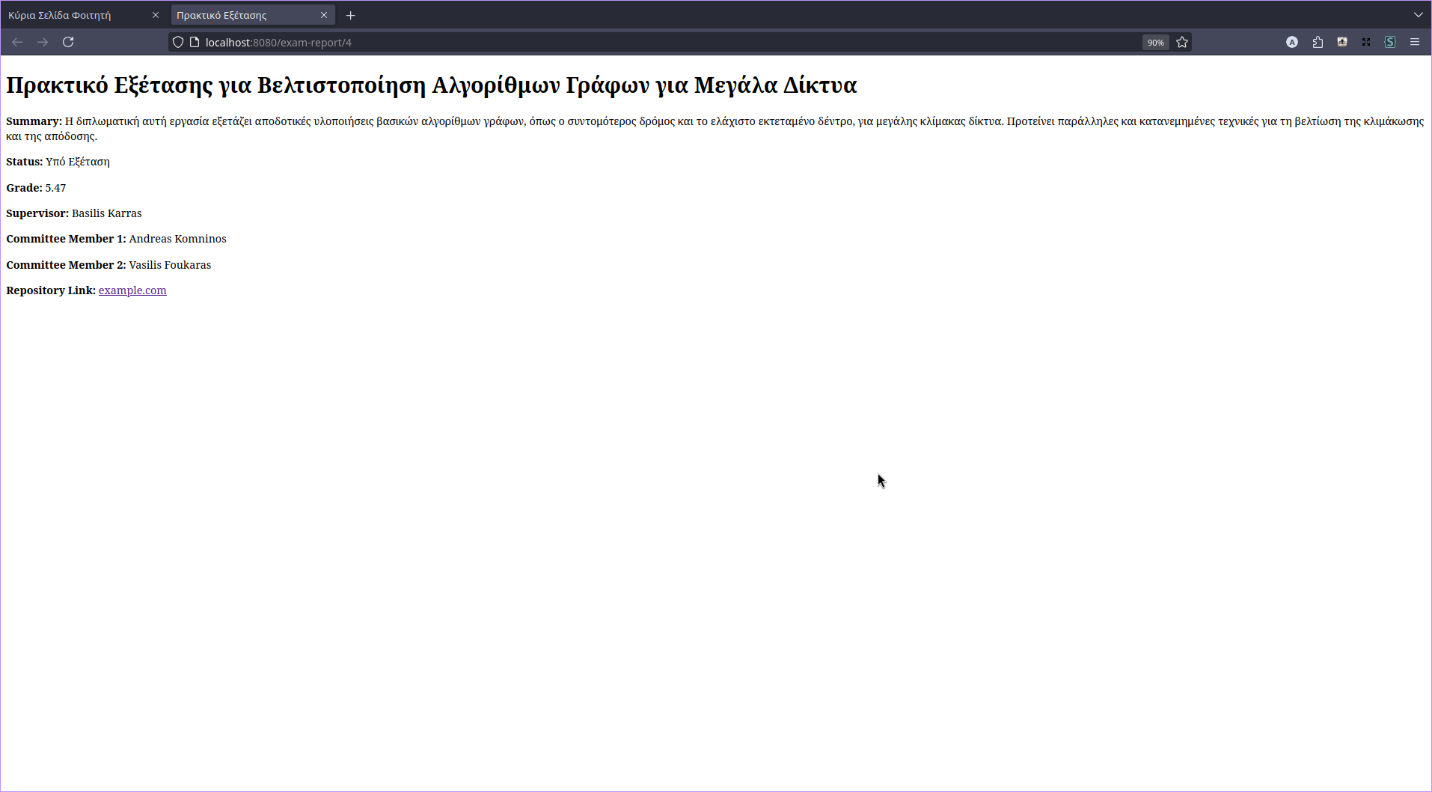 Κύρια Σελίδα Φοιτητή
Πρακτικό Εξέτασης
localhost:8080/exam-report/4
90%
A
S
Πρακτικό Εξέτασης για Βελτιστοποίηση Αλγορίθμων Γράφων για Μεγάλα Δίκτυα
Summary: Η διπλωματική αυτή εργασία εξετάζει αποδοτικές υλοποιήσεις βασικών αλγορίθμων γράφων, όπως ο συντομότερος δρόμος και το ελάχιστο εκτεταμένο δέντρο, για μεγάλης κλίμακας δίκτυα. Προτείνει παράλληλες και κατανεμημένες τεχνικές για τη βελτίωση της κλιμάκωσης
και της απόδοσης.
Status: Υπό Εξέταση
Grade: 5.47
Supervisor: Basilis Karras
Committee Member 1: Andreas Komninos
Committee Member 2: Vasilis Foukaras
Repository Link: example.com